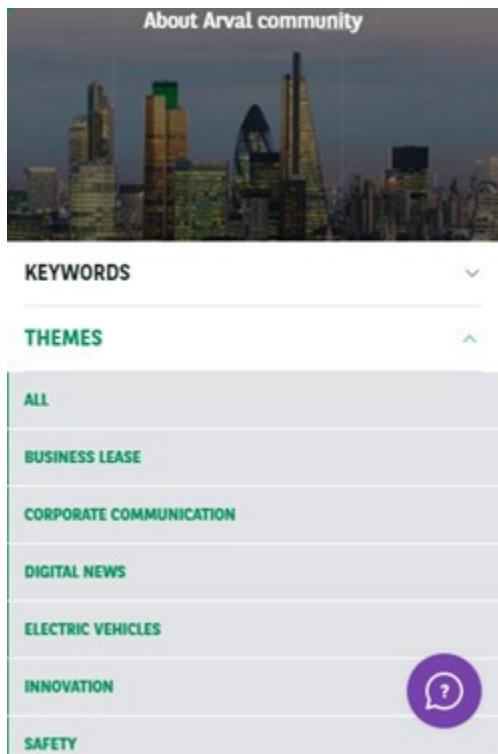 About Arval community
KEYWORDS
THEMES
ALL
BUSINESS LEASE
CORPORATE COMMUNICATION
DIGITAL NEWS
ELECTRIC VEHICLES
INNOVATION
?
SAFETY